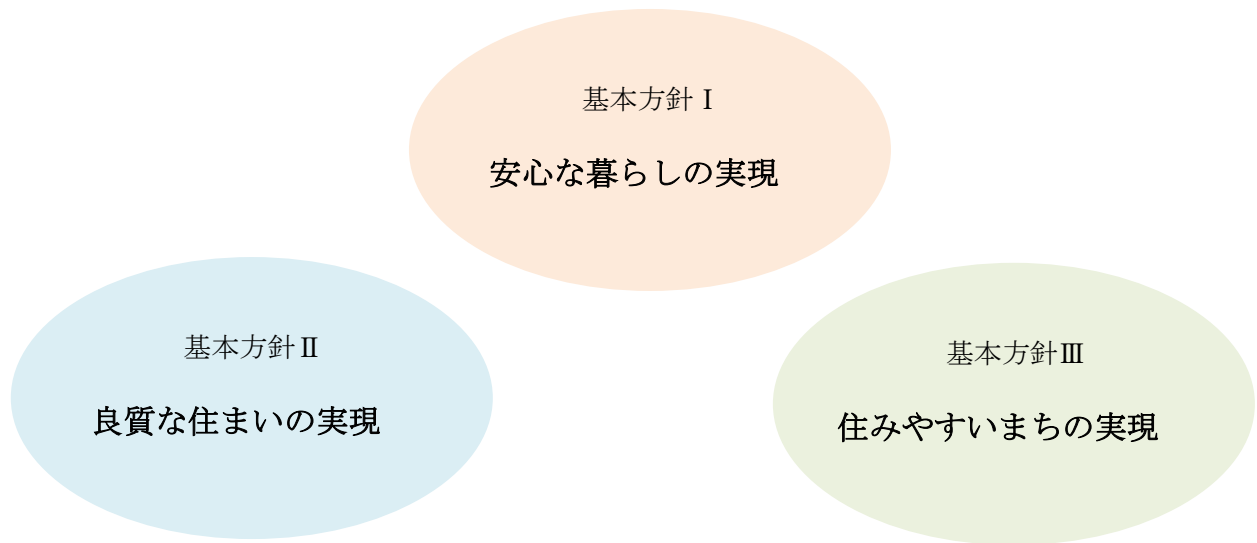 基本方針Ⅰ
安心な暮らしの実現
基本方針Ⅱ
良質な住まいの実現
基本方針Ⅲ
住みやすいまちの実現